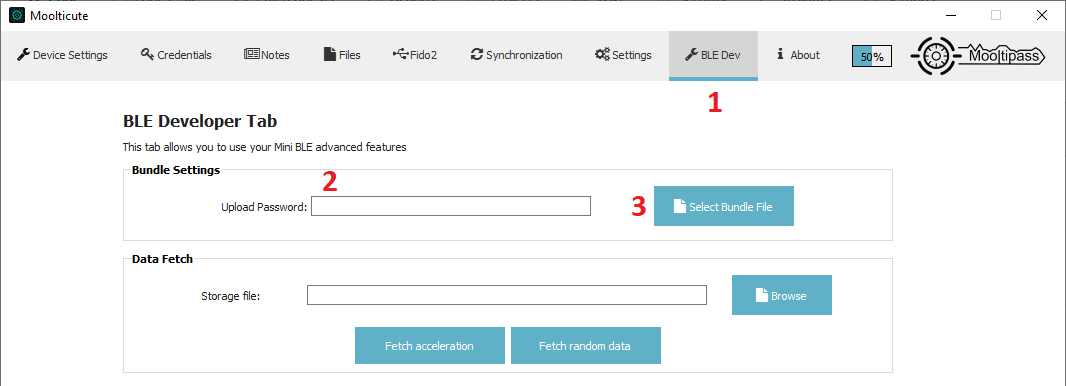 Moolticute
Device Settings Credentials Notes Files Fido2 Synchronization Settings BLE Dev About 50% Mooltipass
1
BLE Developer Tab
This tab allows you to use your Mini BLE advanced features
Bundle Settings
2
Upload Password: 3 Select Bundle File
Data Fetch
Storage file: Browse
Fetch acceleration Fetch random data